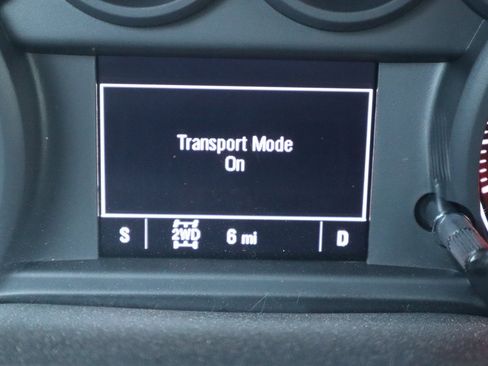 Transport Mode
On
S 2WD 6 mi D